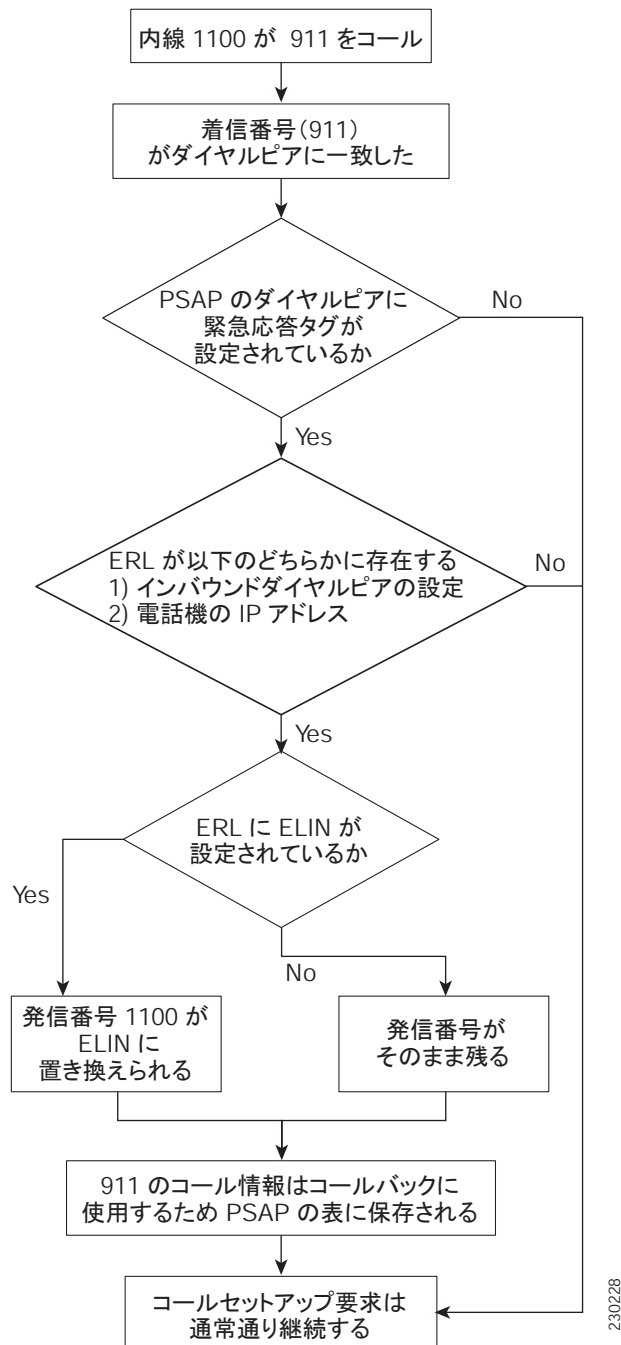 内線 1100 が 911 をコール
着信番号(911)
がダイヤルピアに一致した
PSAP のダイヤルピアに
緊急応答タグが
設定されているか
No
Yes
ERL が以下のどちらかに存在する
1) インバウンドダイヤルピアの設定
2) 電話機の IP アドレス
No
Yes
ERL に ELIN が
設定されているか
Yes
No
発信番号 1100 が
ELIN に
置き換えられる
発信番号が
そのまま残る
911 のコール情報はコールバックに
使用するため PSAP の表に保存される
コールセットアップ要求は
通常通り継続する
230228